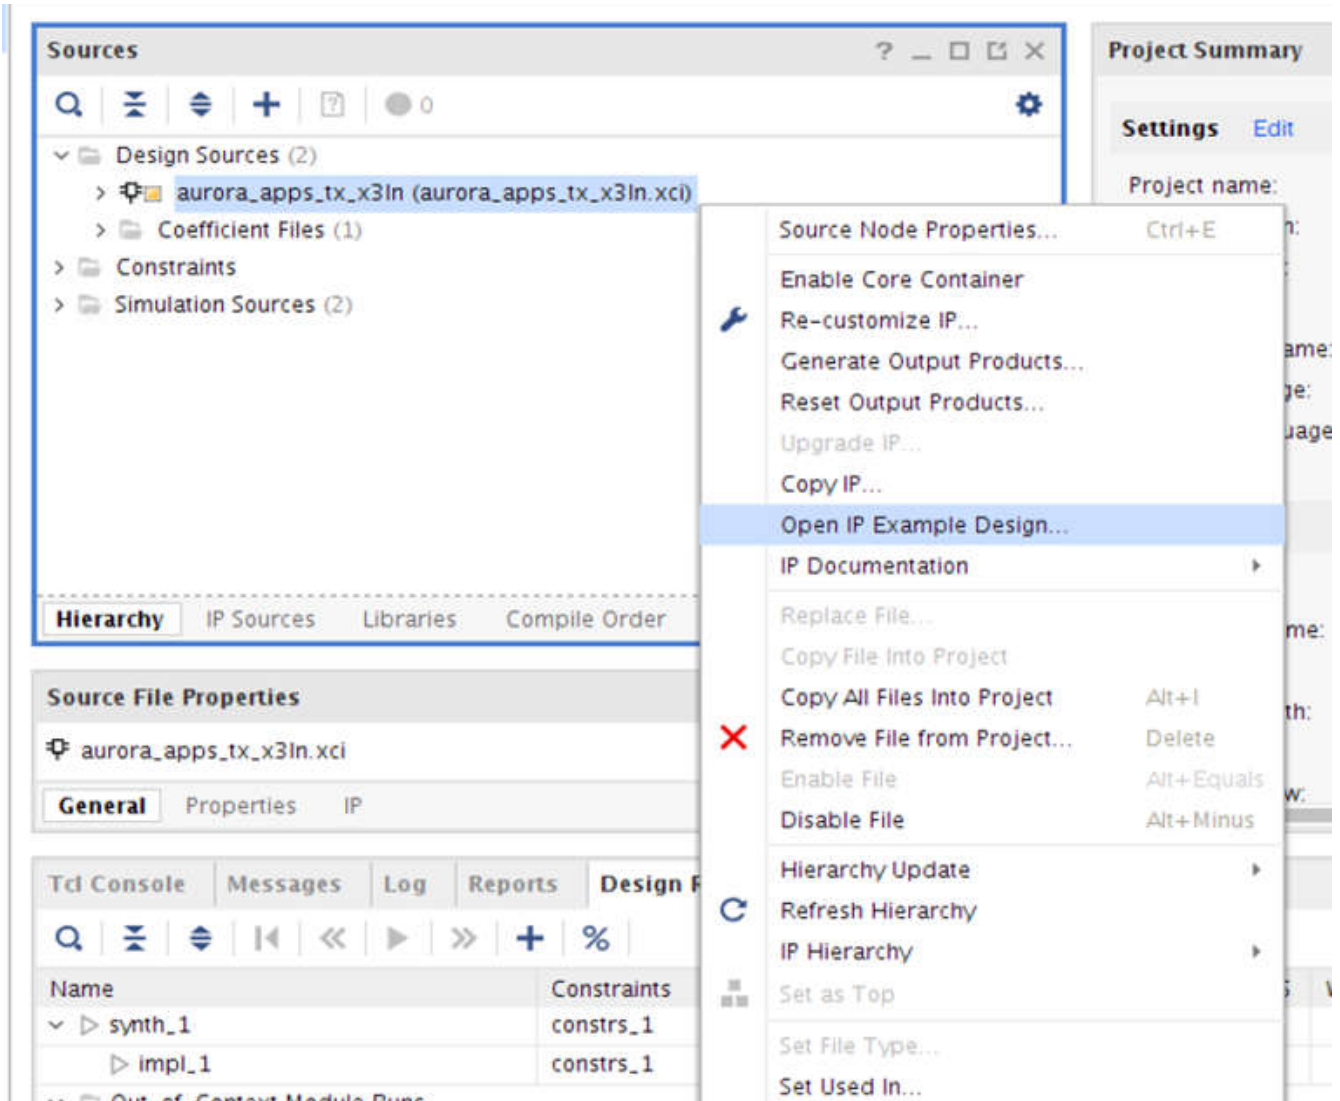 Sources
?
Project Summary
0
Settings Edit
Design Sources (2)
aurora_apps_tx_x3ln (aurora_apps_tx_x3ln.xci)
Project name:
Coefficient Files (1)
Constraints
Simulation Sources (2)
Source Node Properties... Ctrl+E
Enable Core Container
Re-customize IP...
Generate Output Products...
Reset Output Products...
Upgrade IP...
Copy IP...
Open IP Example Design...
IP Documentation
Replace File...
Copy File Into Project
Copy All Files Into Project Alt+I
Remove File from Project... Delete
Enable File Alt+Equals
Disable File Alt+Minus
Hierarchy Update
Refresh Hierarchy
IP Hierarchy
Set as Top
Set File Type...
Set Used In...
Hierarchy IP Sources Libraries Compile Order
Source File Properties
aurora_apps_tx_x3ln.xci
General Properties IP
Tcl Console Messages Log Reports Design
%
Name Constraints
synth_1 constrs_1
impl_1 constrs_1
Out-of-Context Module Runs